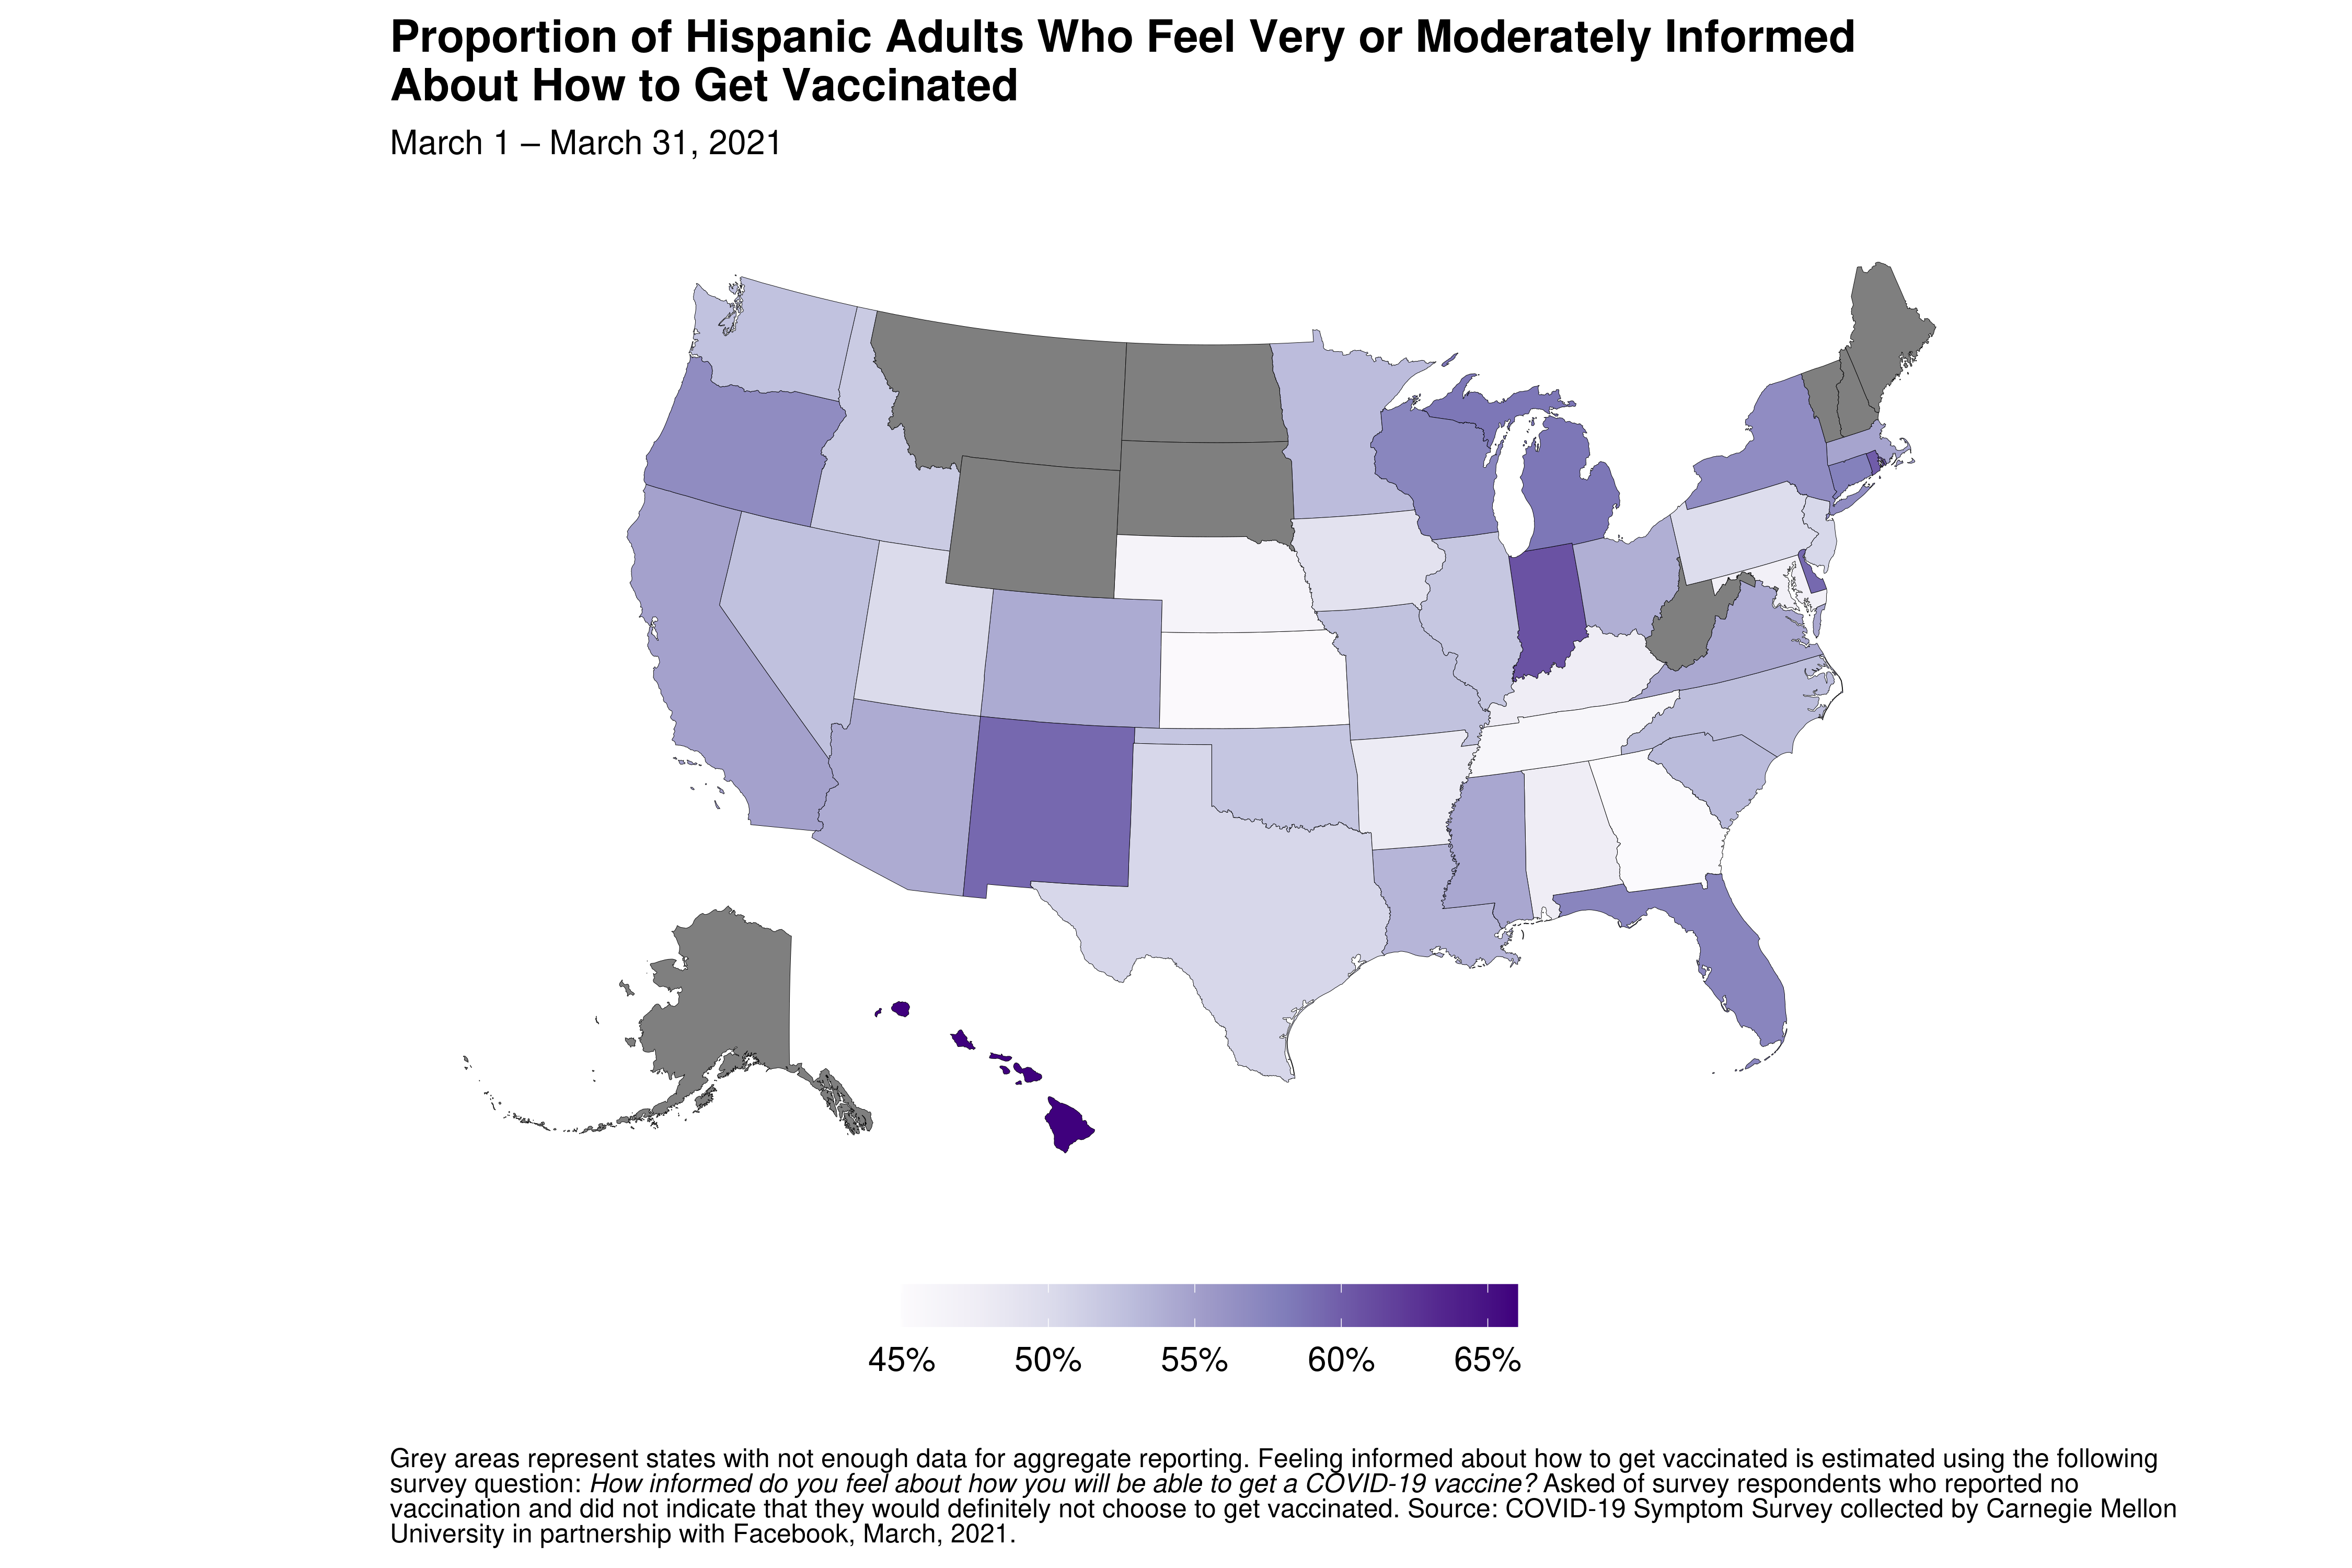 Proportion of Hispanic Adults Who Feel Very or Moderately Informed
About How to Get Vaccinated
March 1 – March 31, 2021
45% 50% 55% 60% 65%
Grey areas represent states with not enough data for aggregate reporting. Feeling informed about how to get vaccinated is estimated using the following
survey question: How informed do you feel about how you will be able to get a COVID-19 vaccine? Asked of survey respondents who reported no
vaccination and did not indicate that they would definitely not choose to get vaccinated. Source: COVID-19 Symptom Survey collected by Carnegie Mellon
University in partnership with Facebook, March, 2021.